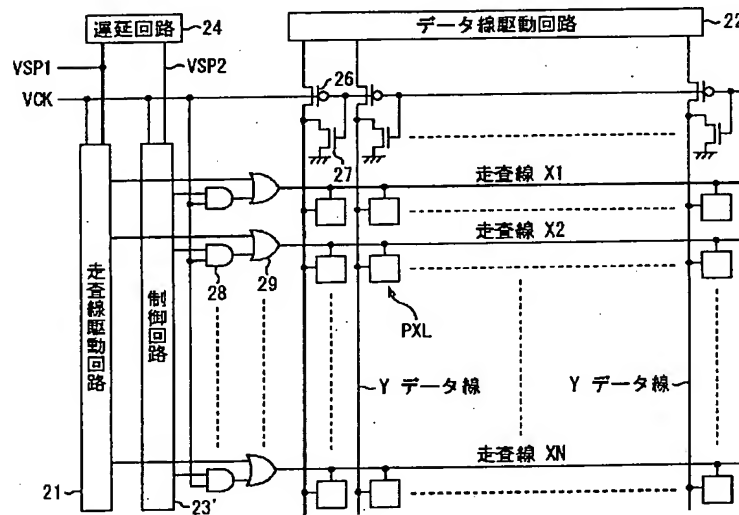 遅延回路
24
データ線駆動回路
22
VSP1
VSP2
VCK
26
27
走査線 X1
走査線 X2
28
29
PXL
走査線駆動回路
制御回路
Y データ線
Y データ線
走査線 XN
21
23'